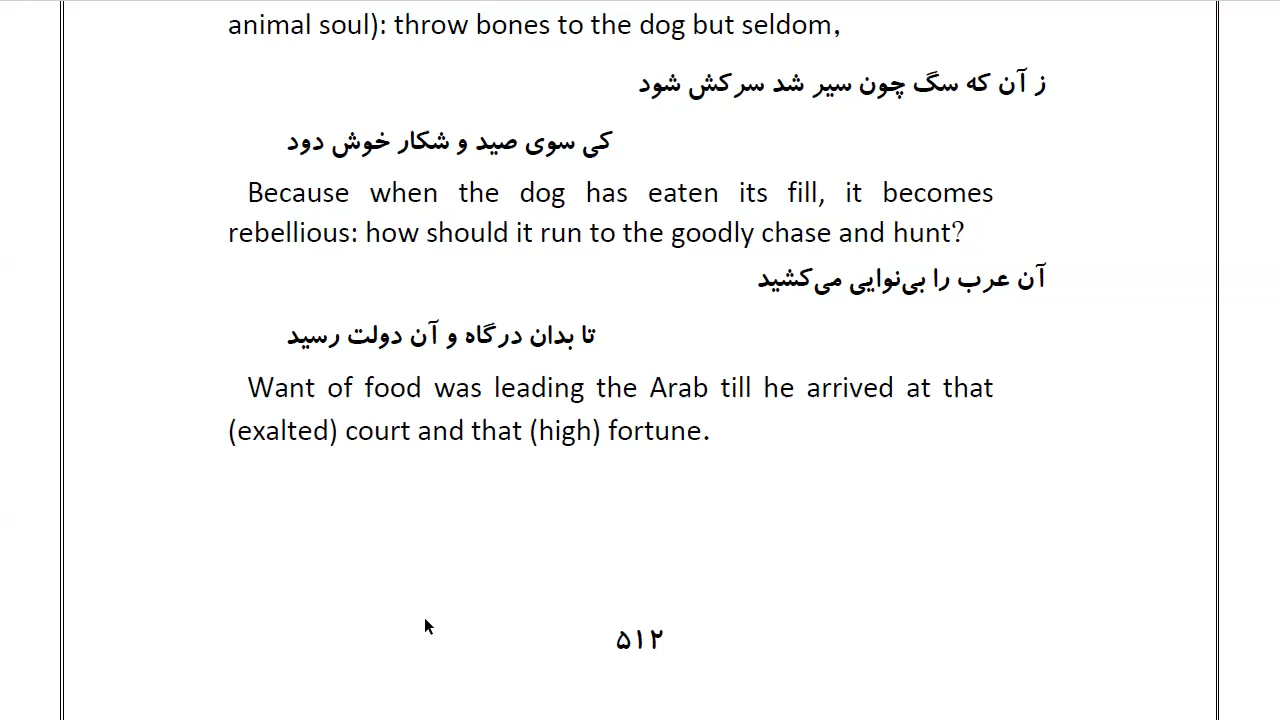 animal soul): throw bones to the dog but seldom,
ز آن که سگ چون سیر شد سرکش شود
کی سوی صید و شکار خوش دود
Because when the dog has eaten its fill, it becomes
rebellious: how should it run to the goodly chase and hunt?
آن عرب را بی‌نوایی می‌کشید
تا بدان درگاه و آن دولت رسید
Want of food was leading the Arab till he arrived at that
(exalted) court and that (high) fortune.
۵۱۲